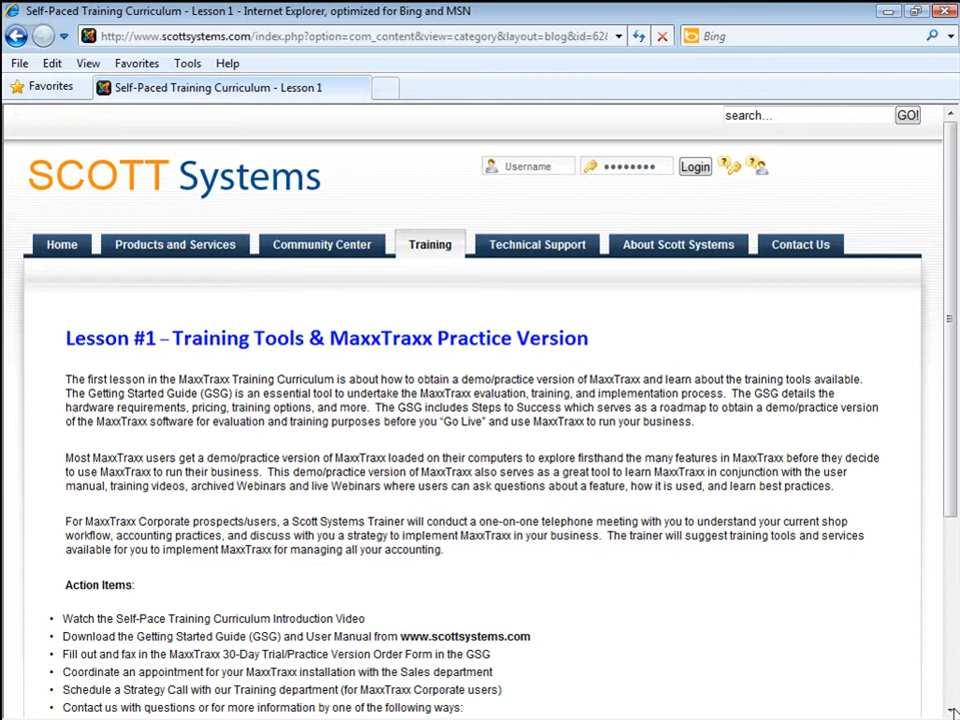 Self-Paced Training Curriculum - Lesson 1 - Internet Explorer, optimized for Bing and MSN
http://www.scottsystems.com/index.php?option=com_content&view=category&layout=blog&id=62&
Bing
File Edit View Favorites Tools Help
Favorites
Self-Paced Training Curriculum - Lesson 1
search...
GO!
SCOTT Systems
Username
Login
Home
Products and Services
Community Center
Training
Technical Support
About Scott Systems
Contact Us
Lesson #1 – Training Tools & MaxxTraxx Practice Version
The first lesson in the MaxxTraxx Training Curriculum is about how to obtain a demo/practice version of MaxxTraxx and learn about the training tools available.
The Getting Started Guide (GSG) is an essential tool to undertake the MaxxTraxx evaluation, training, and implementation process. The GSG details the
hardware requirements, pricing, training options, and more. The GSG includes Steps to Success which serves as a roadmap to obtain a demo/practice version
of the MaxxTraxx software for evaluation and training purposes before you “Go Live” and use MaxxTraxx to run your business.
Most MaxxTraxx users get a demo/practice version of MaxxTraxx loaded on their computers to explore firsthand the many features in MaxxTraxx before they decide
to use MaxxTraxx to run their business. This demo/practice version of MaxxTraxx also serves as a great tool to learn MaxxTraxx in conjunction with the user
manual, training videos, archived Webinars and live Webinars where users can ask questions about a feature, how it is used, and learn best practices.
For MaxxTraxx Corporate prospects/users, a Scott Systems Trainer will conduct a one-on-one telephone meeting with you to understand your current shop
workflow, accounting practices, and discuss with you a strategy to implement MaxxTraxx in your business. The trainer will suggest training tools and services
available for you to implement MaxxTraxx for managing all your accounting.
Action Items:
• Watch the Self-Pace Training Curriculum Introduction Video
• Download the Getting Started Guide (GSG) and User Manual from www.scottsystems.com
• Fill out and fax in the MaxxTraxx 30-Day Trial/Practice Version Order Form in the GSG
• Coordinate an appointment for your MaxxTraxx installation with the Sales department
• Schedule a Strategy Call with our Training department (for MaxxTraxx Corporate users)
• Contact us with questions or for more information by one of the following ways: